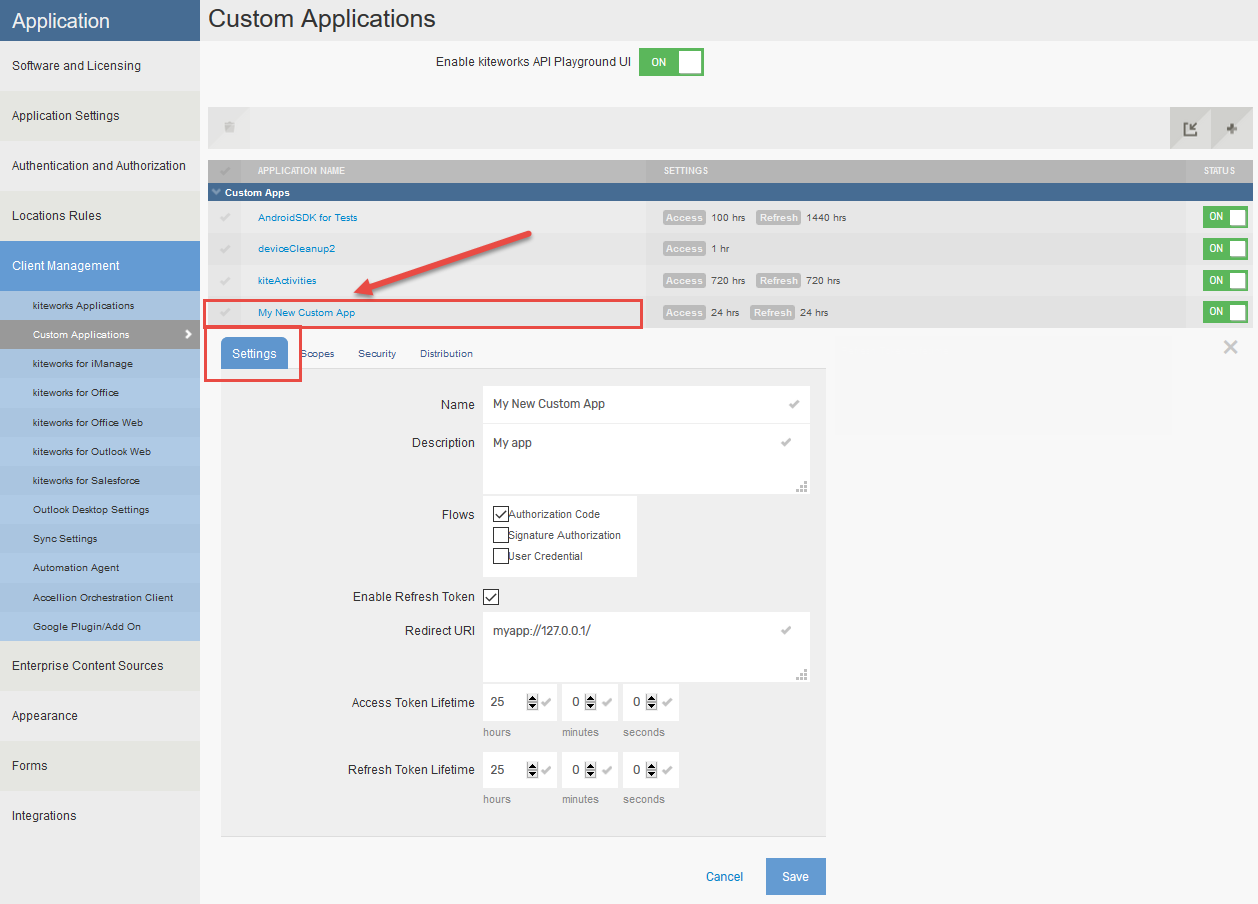 Application
Custom Applications
Software and Licensing
Application Settings
Authentication and Authorization
Locations Rules
Client Management
kiteworks Applications
Custom Applications
kiteworks for iManage
kiteworks for Office
kiteworks for Office Web
kiteworks for Outlook Web
kiteworks for Salesforce
Outlook Desktop Settings
Sync Settings
Automation Agent
Accellion Orchestration Client
Google Plugin/Add On
Enterprise Content Sources
Appearance
Forms
Integrations
Enable kiteworks API Playground UI ON
APPLICATION NAME SETTINGS STATUS
Custom Apps
AndroidSDK for Tests Access 100 hrs Refresh 1440 hrs ON
deviceCleanup2 Access 1 hr ON
kiteActivities Access 720 hrs Refresh 720 hrs ON
My New Custom App Access 24 hrs Refresh 24 hrs ON
Settings Scopes Security Distribution
Name My New Custom App
Description My app
Flows Authorization Code
Signature Authorization
User Credential
Enable Refresh Token
Redirect URI myapp://127.0.0.1/
Access Token Lifetime 25 0 0
hours minutes seconds
Refresh Token Lifetime 25 0 0
hours minutes seconds
Cancel Save